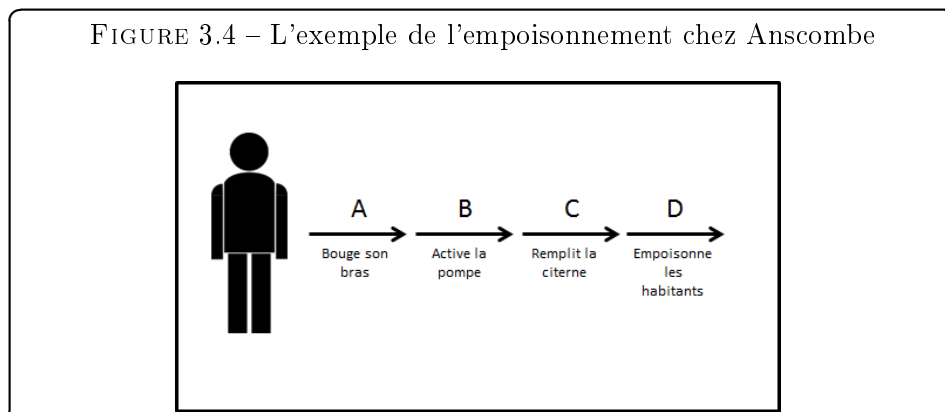 FIGURE 3.4 – L'exemple de l'empoisonnement chez Anscombe
A B C D
Bouge son bras
Active la pompe
Remplit la citerne
Empoisonne les habitants